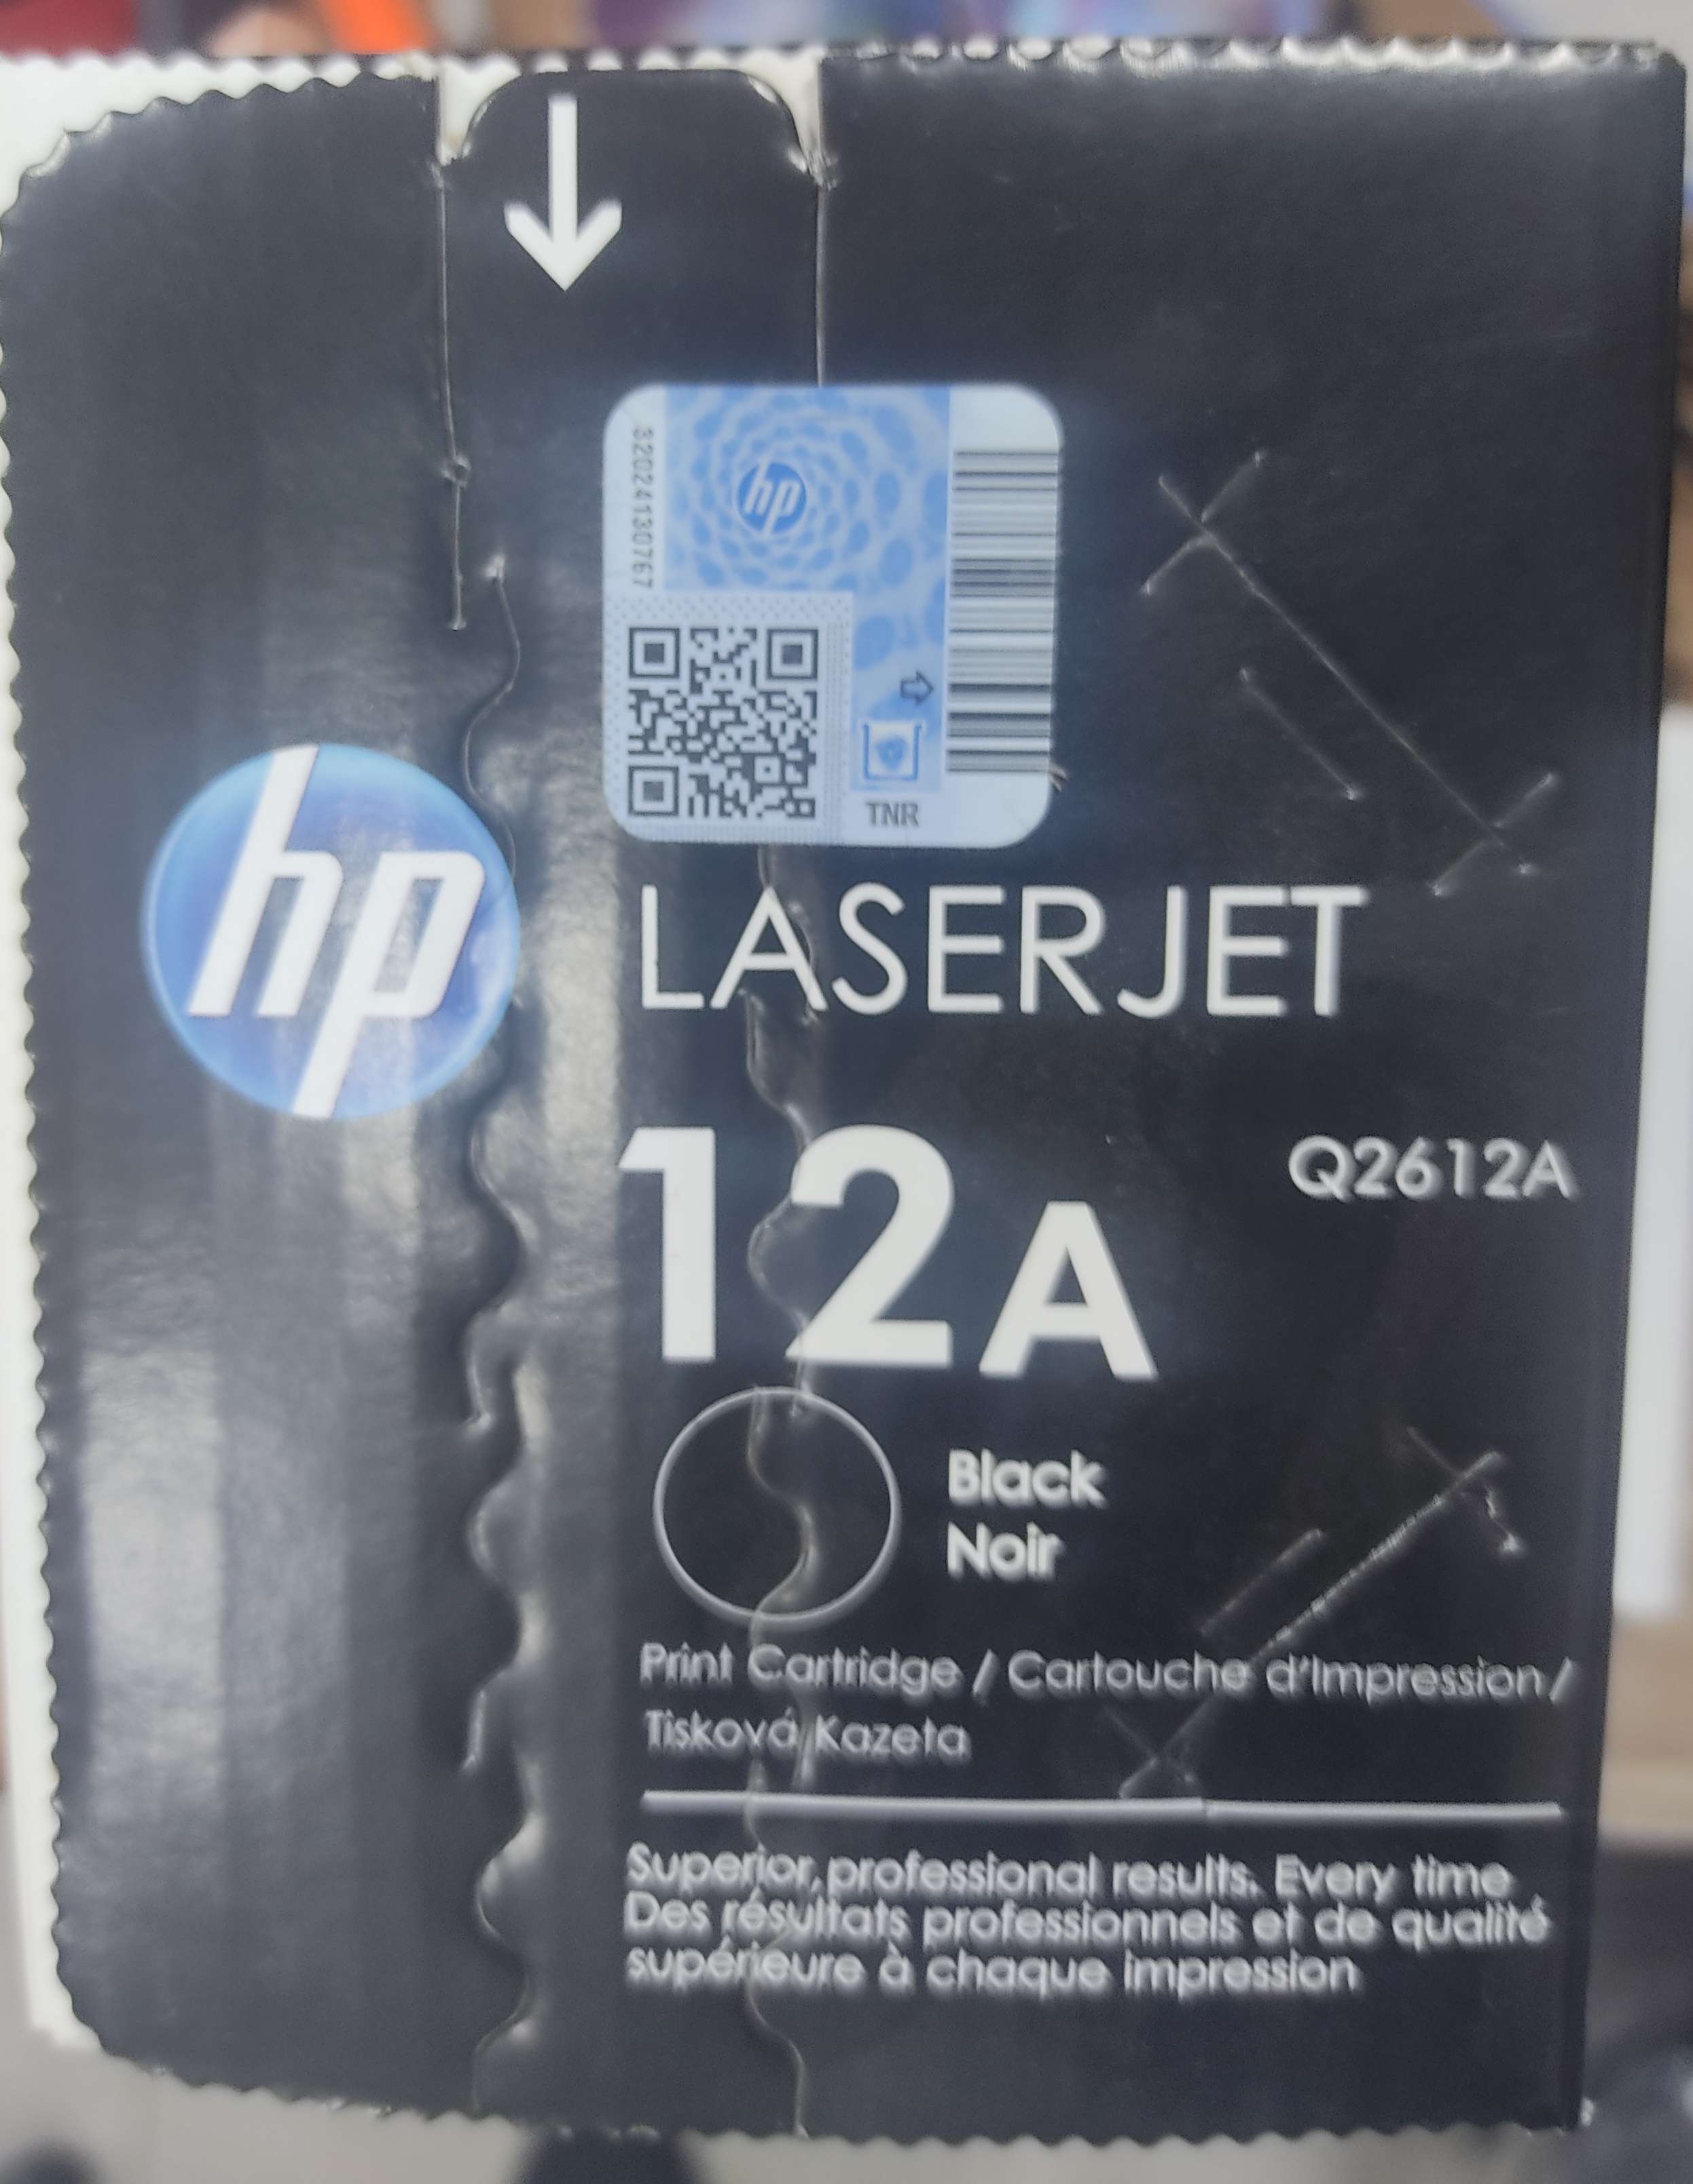 32024130767
hp
TNR
hp
LASERJET
12A
Q2612A
Black
Noir
Print Cartridge / Cartouche d'Impression /
Tisková Kazeta
Superior, professional results. Every time
Des résultats professionnels et de qualité
supérieure à chaque impression